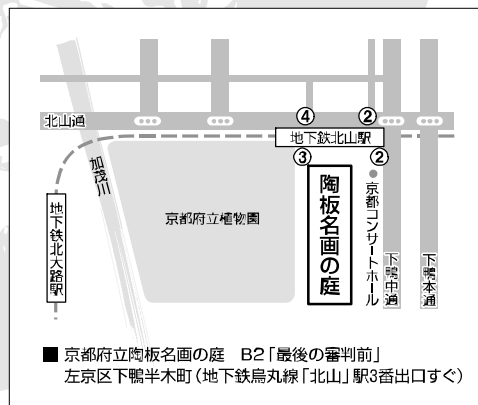 北山通
④
②
地下鉄北山駅
③
②
加茂川
地下鉄北大路駅
京都府立植物園
陶板名画の庭
京都コンサートホール
下鴨中通
下鴨本通
■ 京都府立陶板名画の庭 B2「最後の審判前」
左京区下鴨半木町(地下鉄烏丸線「北山」駅3番出口すぐ)